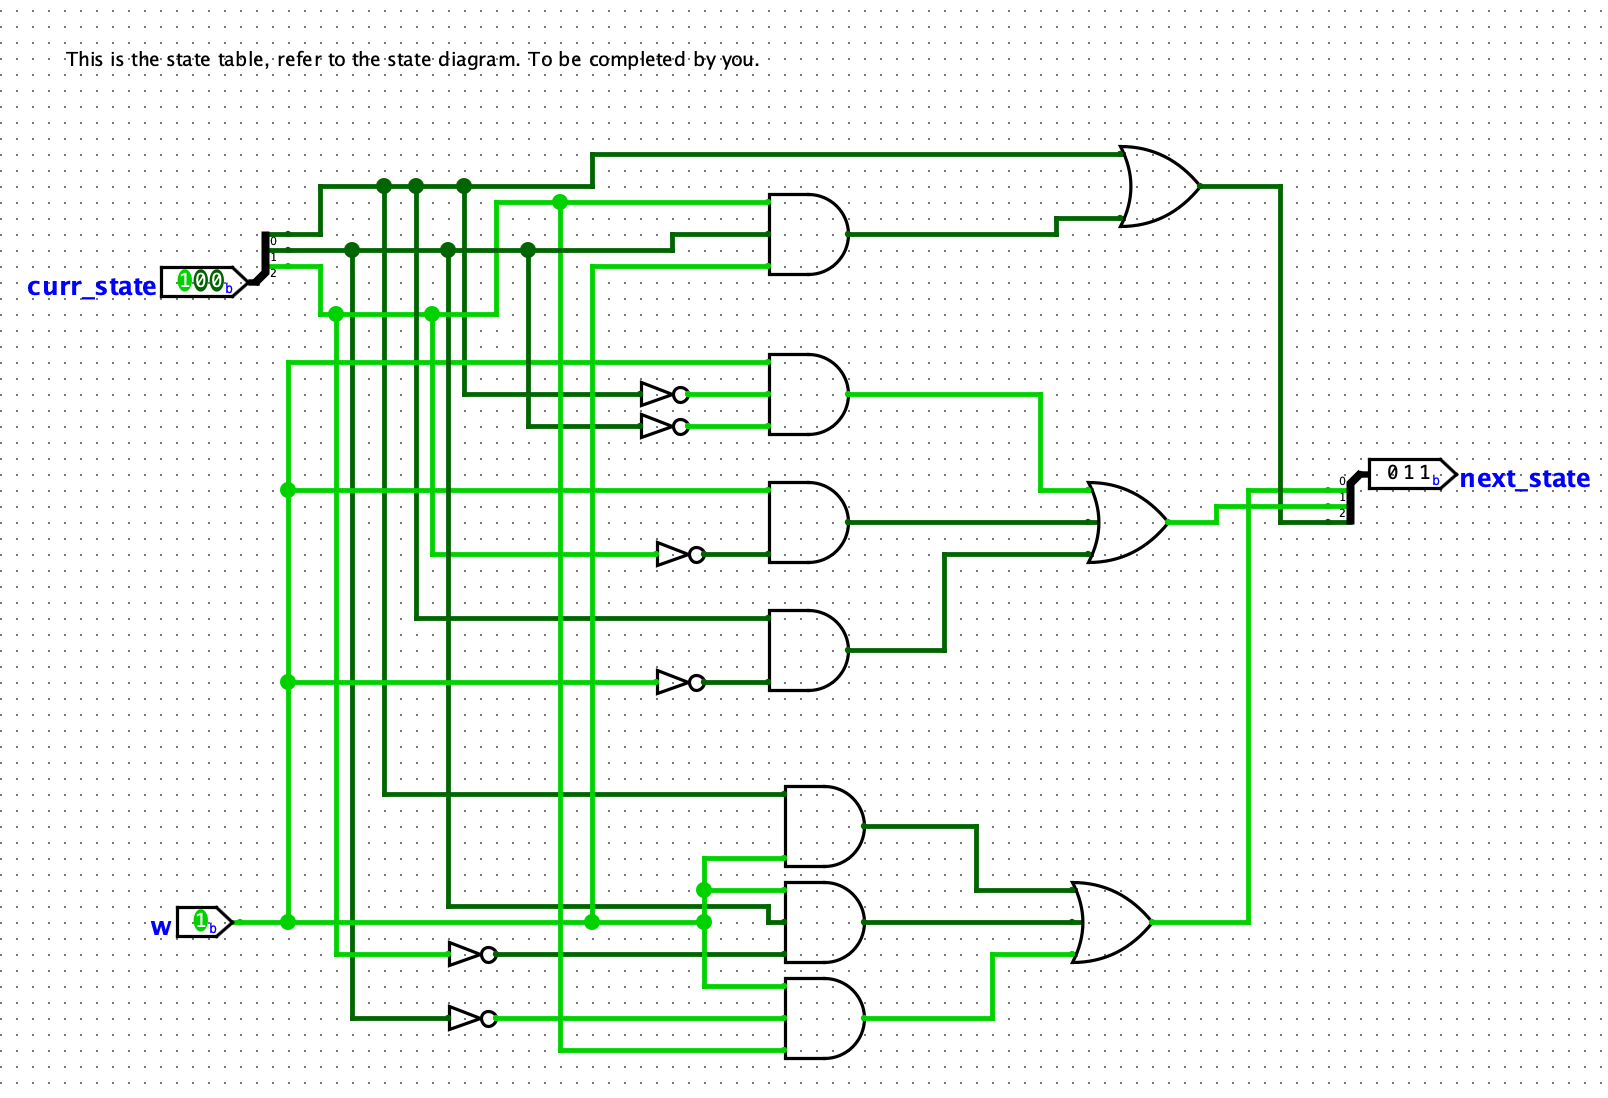 This is the state table, refer to the state diagram. To be completed by you.
0
1
2
curr_state 100b
0
1
2
011b next_state
w 1b